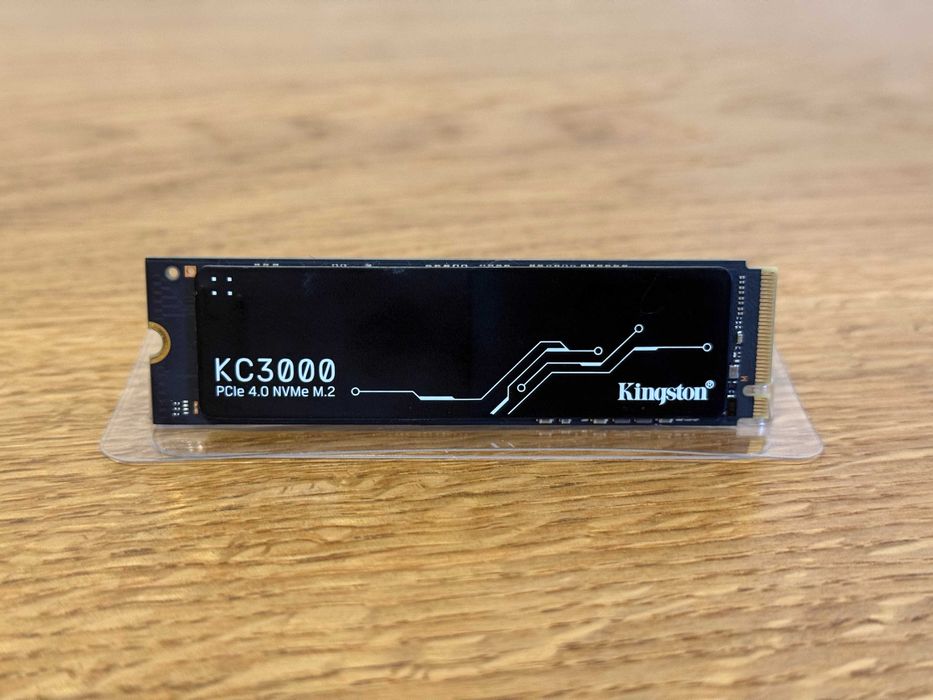 KC3000
PCIe 4.0 NVMe M.2
Kingston®